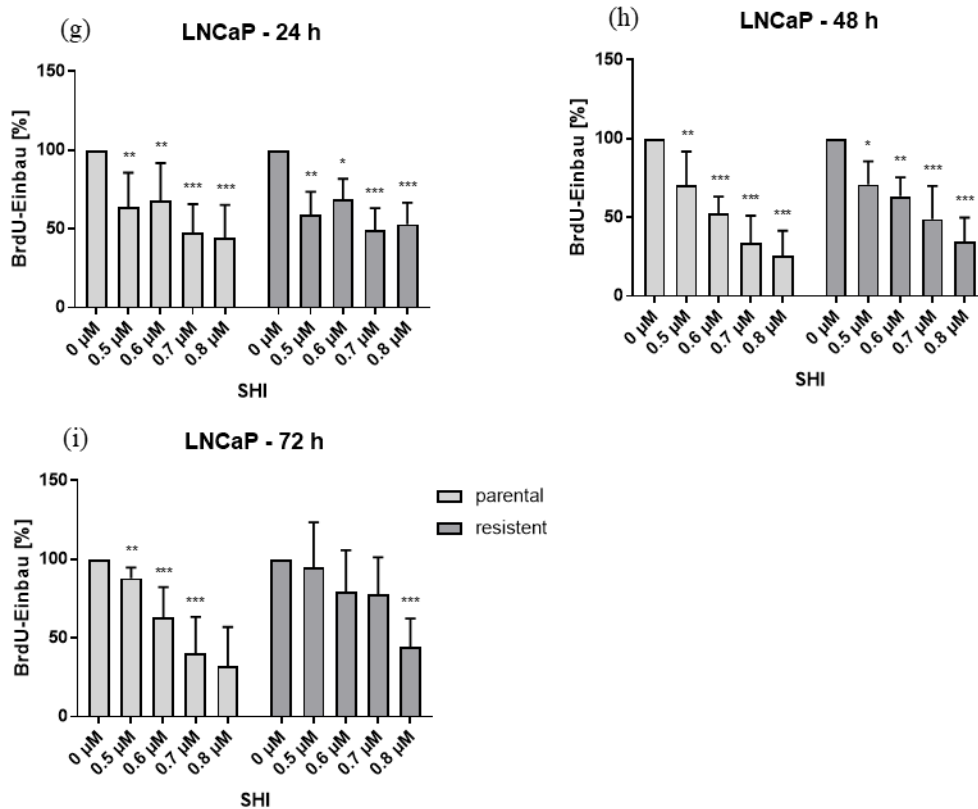 (g)
LNCaP - 24 h
BrdU-Einbau [%]
150
100
50
0
** ** *** ***
** * *** ***
0 µM 0.5 µM 0.6 µM 0.7 µM 0.8 µM
0 µM 0.5 µM 0.6 µM 0.7 µM 0.8 µM
SHI
(h)
LNCaP - 48 h
BrdU-Einbau [%]
150
100
50
0
** *** *** ***
* ** *** ***
0 µM 0.5 µM 0.6 µM 0.7 µM 0.8 µM
0 µM 0.5 µM 0.6 µM 0.7 µM 0.8 µM
SHI
(i)
LNCaP - 72 h
BrdU-Einbau [%]
150
100
50
0
** *** ***
***
0 µM 0.5 µM 0.6 µM 0.7 µM 0.8 µM
0 µM 0.5 µM 0.6 µM 0.7 µM 0.8 µM
SHI
parental
resistent